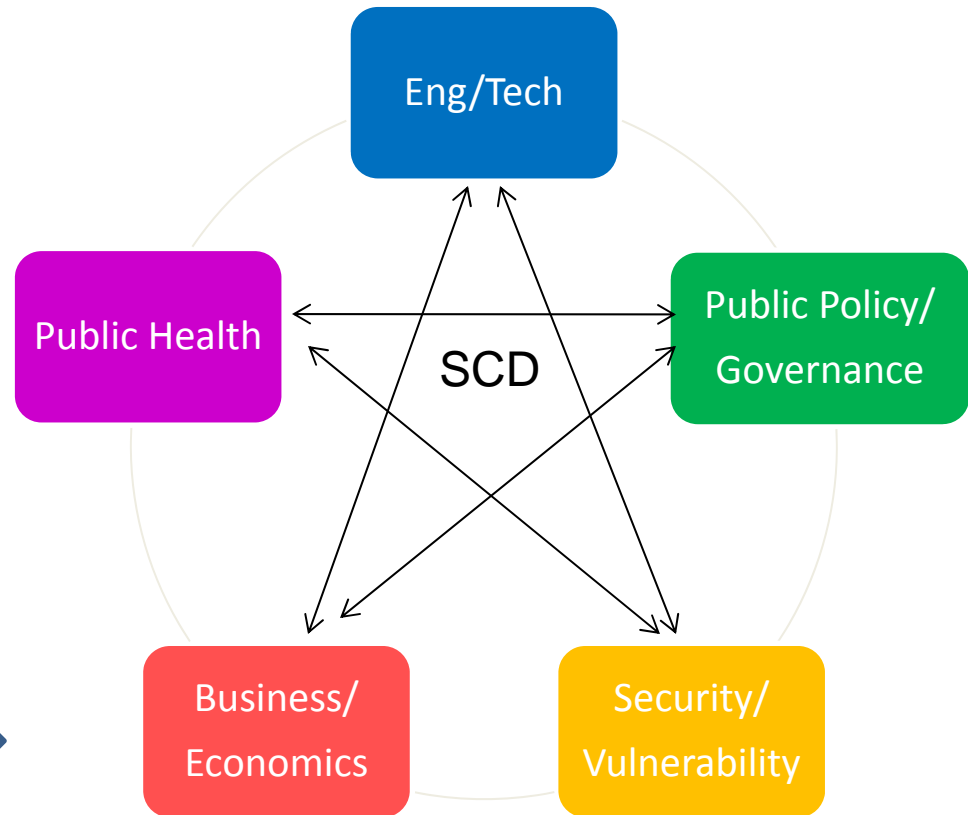 Eng/Tech
Public Health
Public Policy/
Governance
SCD
Business/
Economics
Security/
Vulnerability